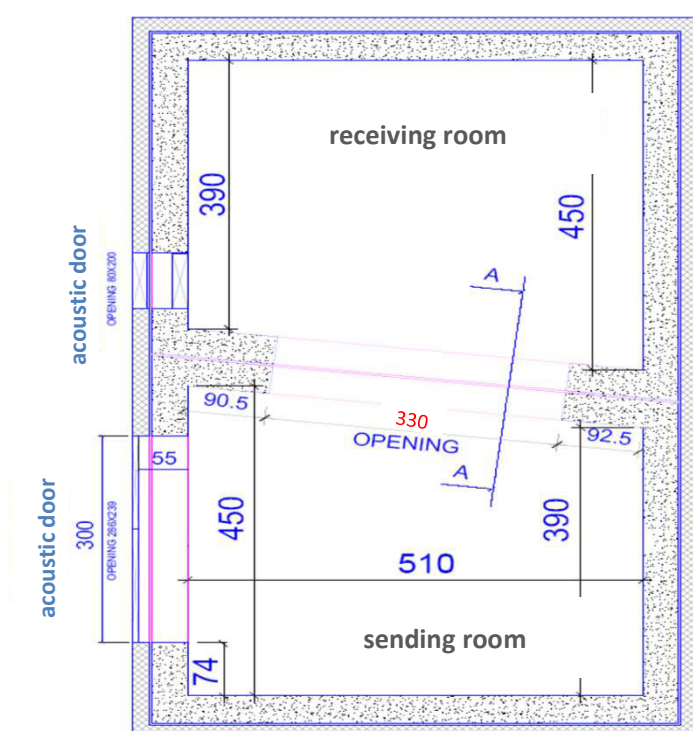 receiving room
390
450
acoustic door
OPENING 80X200
A
90.5
330
OPENING
92.5
A
55
450
390
acoustic door
300
OPENING 266X239
510
sending room
74